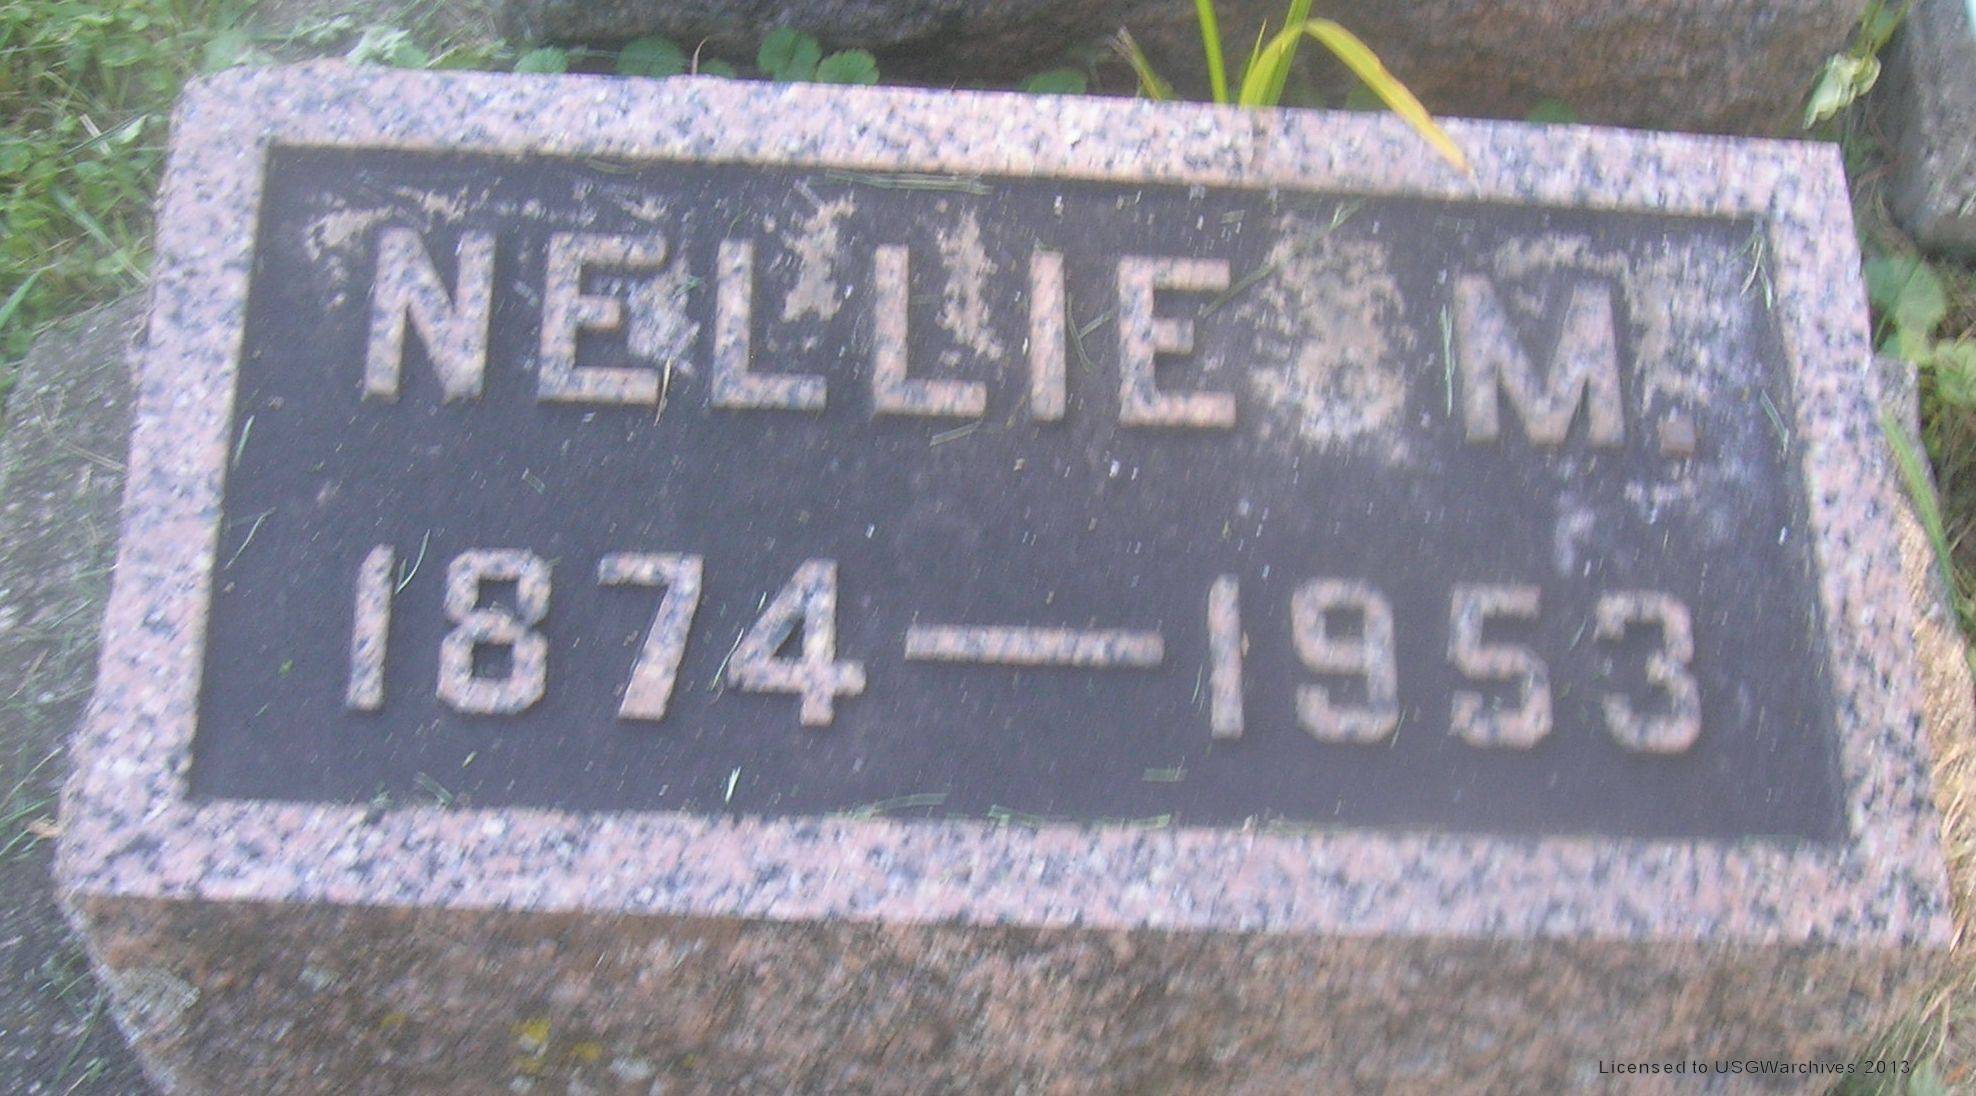 NELLIE M.
1874—1953
Licensed to USGWarchives 2013